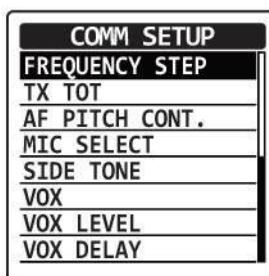 COMM SETUP
FREQUENCY STEP
TX TOT
AF PITCH CONT.
MIC SELECT
SIDE TONE
VOX
VOX LEVEL
VOX DELAY